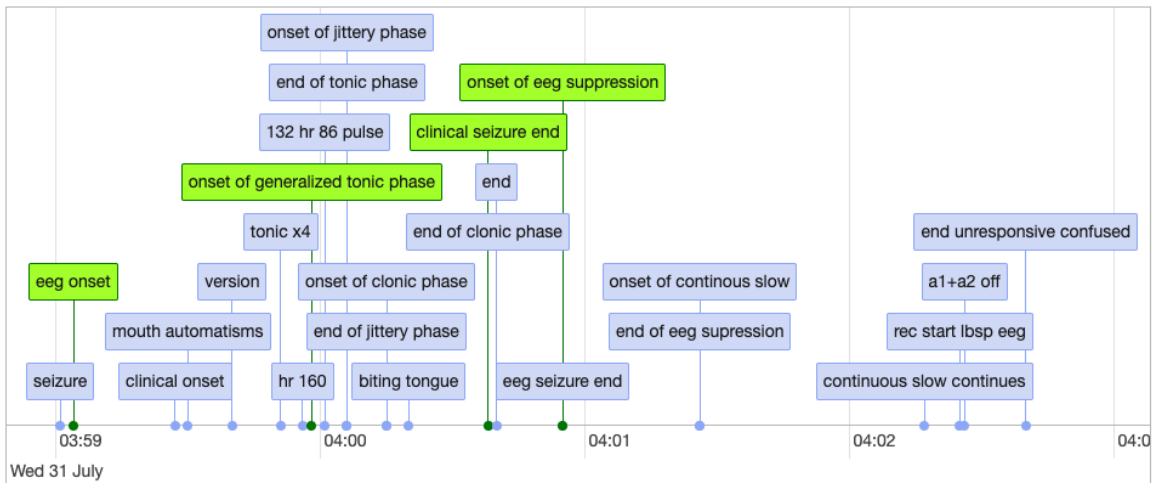 onset of jittery phase
end of tonic phase
onset of eeg suppression
132 hr 86 pulse
clinical seizure end
onset of generalized tonic phase
end
tonic x4
end of clonic phase
end unresponsive confused
eeg onset
version
onset of clonic phase
onset of continous slow
a1+a2 off
mouth automatisms
end of jittery phase
end of eeg supression
rec start lbsp eeg
seizure
clinical onset
hr 160
biting tongue
eeg seizure end
continuous slow continues
03:59
04:00
04:01
04:02
04:0
Wed 31 July